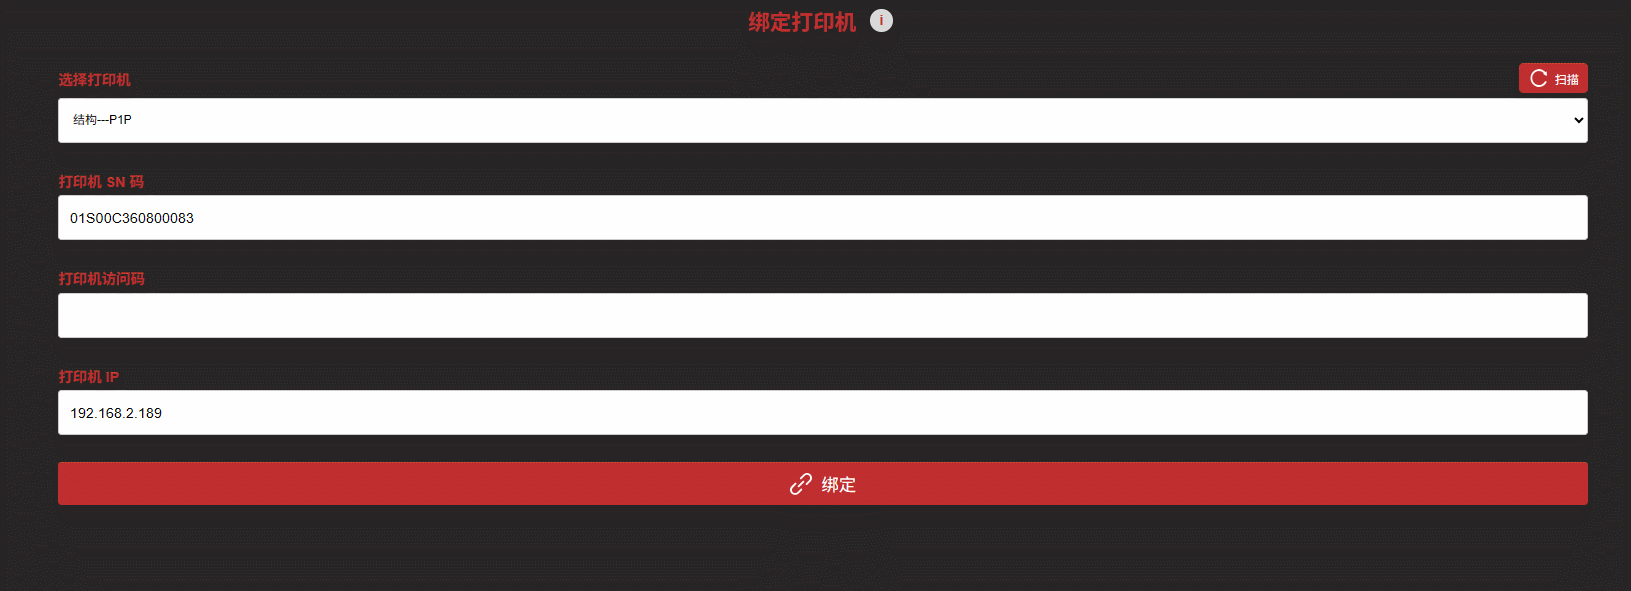 绑定打印机 i
选择打印机
扫描
结构---P1P
打印机 SN 码
01S00C360800083
打印机访问码
打印机 IP
192.168.2.189
绑定